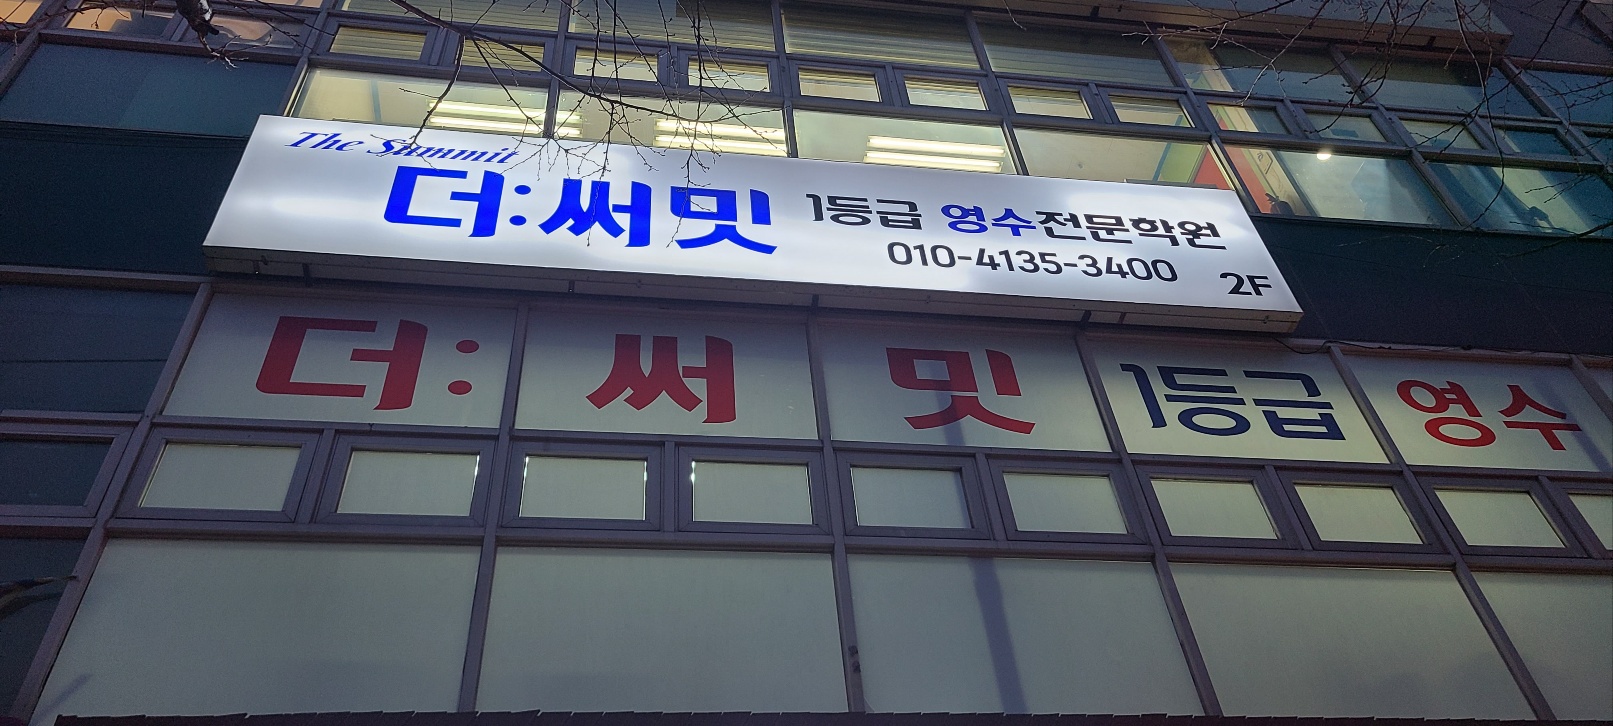 The Summit
더:써밋 1등급 영수전문학원
010-4135-3400 2F
더:써밋 1등급 영수